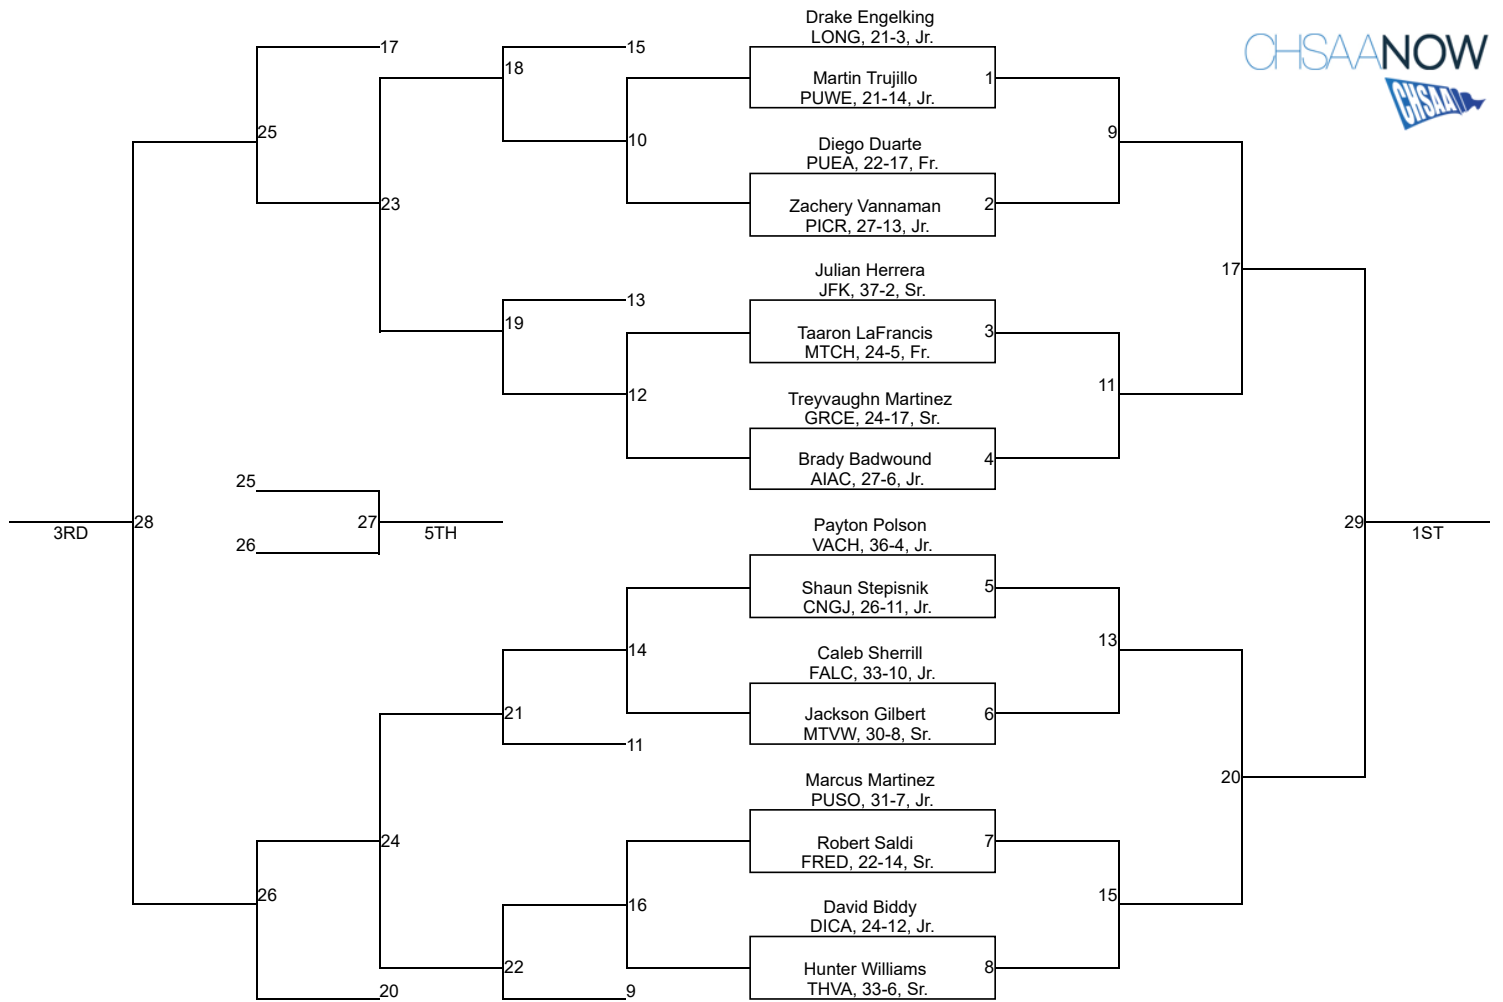 Drake Engelking
LONG, 21-3, Jr.
CHSAANOW
CHSAA
17
15
18
Martin Trujillo
1
PUWE, 21-14, Jr.
25
10
9
Diego Duarte
PUEA, 22-17, Fr.
23
Zachery Vannaman
2
PICR, 27-13, Jr.
17
Julian Herrera
JFK, 37-2, Sr.
13
19
Taaron LaFrancis
3
MTCH, 24-5, Fr.
11
12
Treyvaughn Martinez
GRCE, 24-17, Sr.
Brady Badwound
4
AIAC, 27-6, Jr.
25
28
27
29
3RD
5TH
1ST
26
Payton Polson
VACH, 36-4, Jr.
Shaun Stepisnik
5
CNGJ, 26-11, Jr.
14
13
Caleb Sherrill
FALC, 33-10, Jr.
21
Jackson Gilbert
6
MTVW, 30-8, Sr.
11
20
Marcus Martinez
PUSO, 31-7, Jr.
24
Robert Saldi
7
FRED, 22-14, Sr.
26
16
15
David Biddy
DICA, 24-12, Jr.
22
Hunter Williams
8
THVA, 33-6, Sr.
20
9